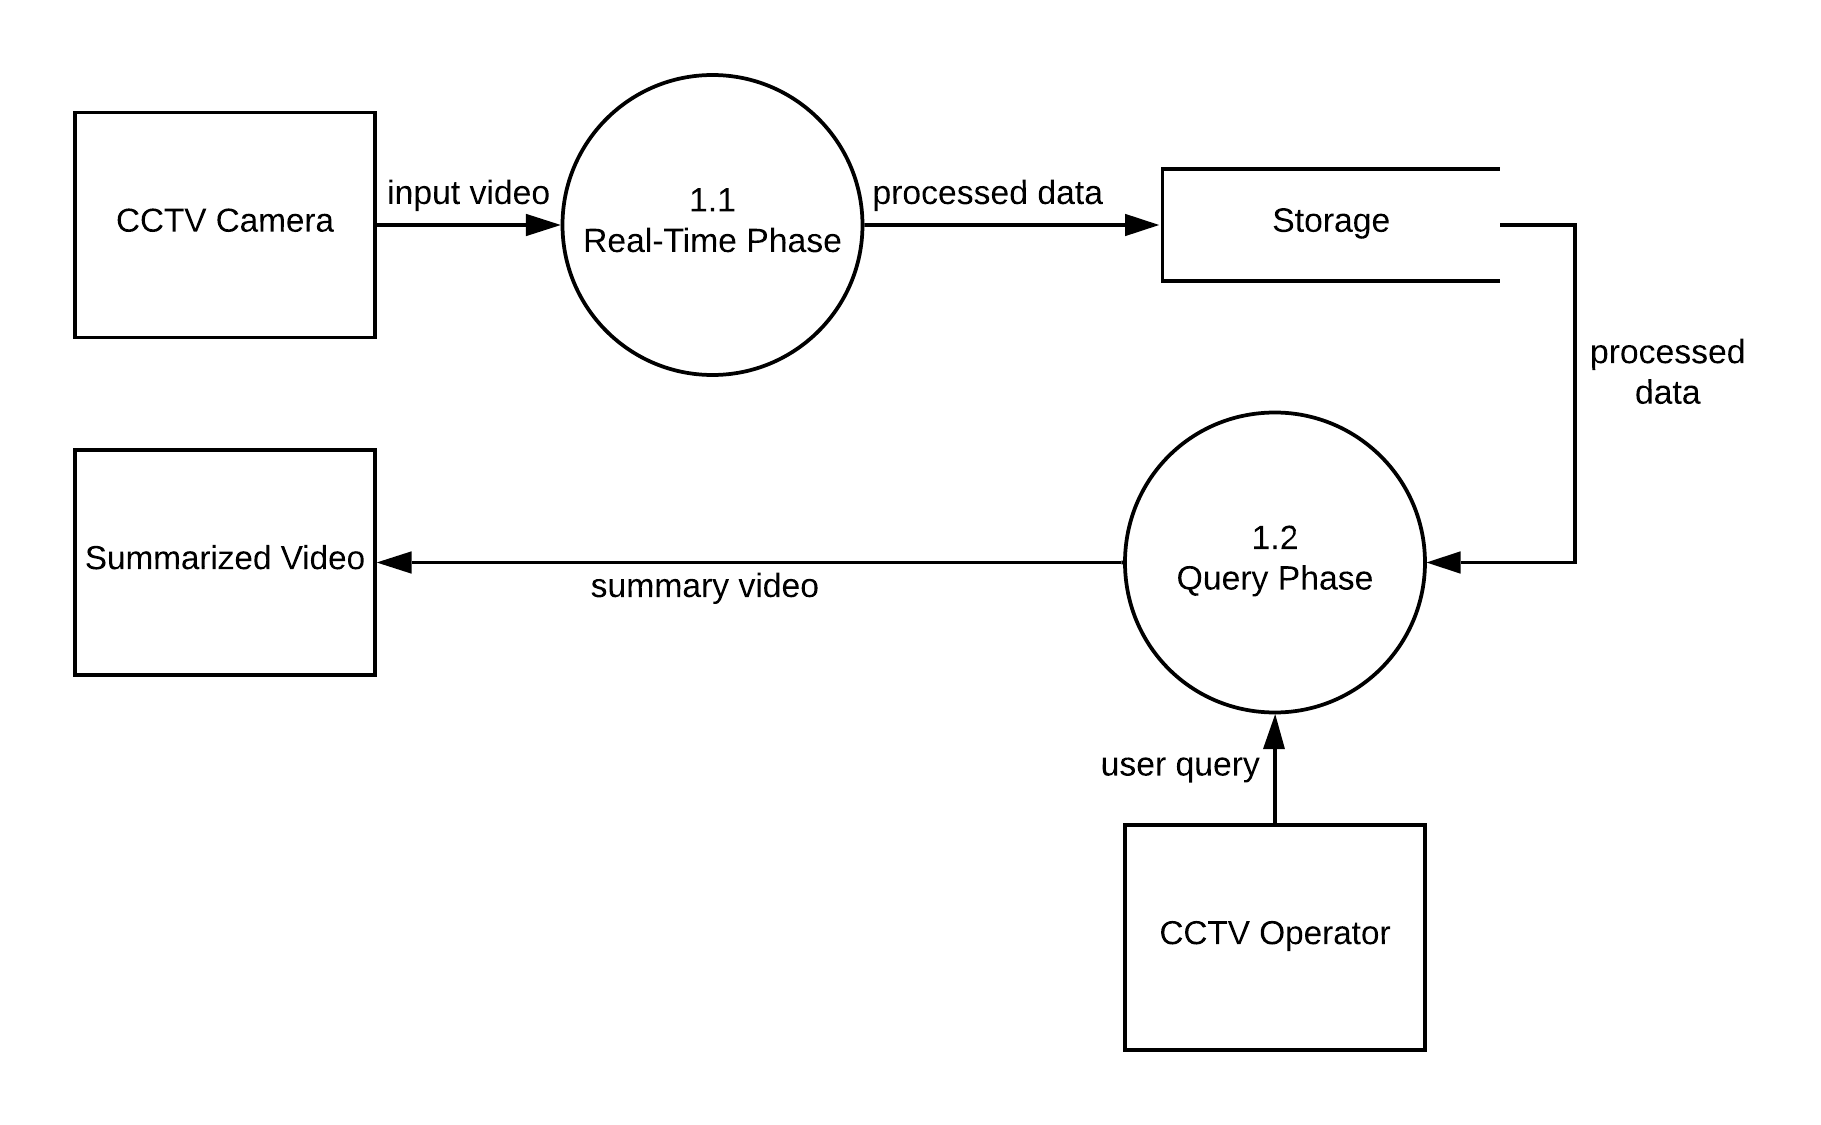 CCTV Camera
input video
1.1
Real-Time Phase
processed data
Storage
processed
data
Summarized Video
summary video
1.2
Query Phase
user query
CCTV Operator